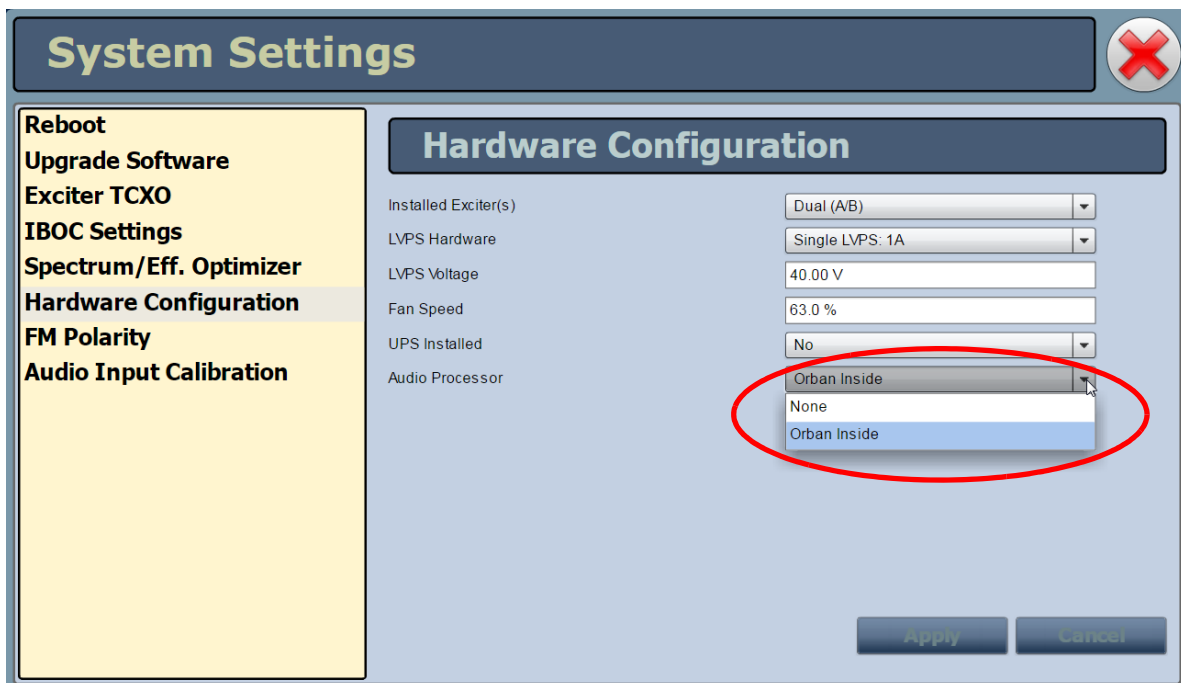 System Settings
Reboot
Upgrade Software
Exciter TCXO
IBOC Settings
Spectrum/Eff. Optimizer
Hardware Configuration
FM Polarity
Audio Input Calibration
Hardware Configuration
Installed Exciter(s) Dual (A/B)
LVPS Hardware Single LVPS: 1A
LVPS Voltage 40.00 V
Fan Speed 63.0 %
UPS Installed No
Audio Processor Orban Inside
None
Orban Inside
Apply Cancel